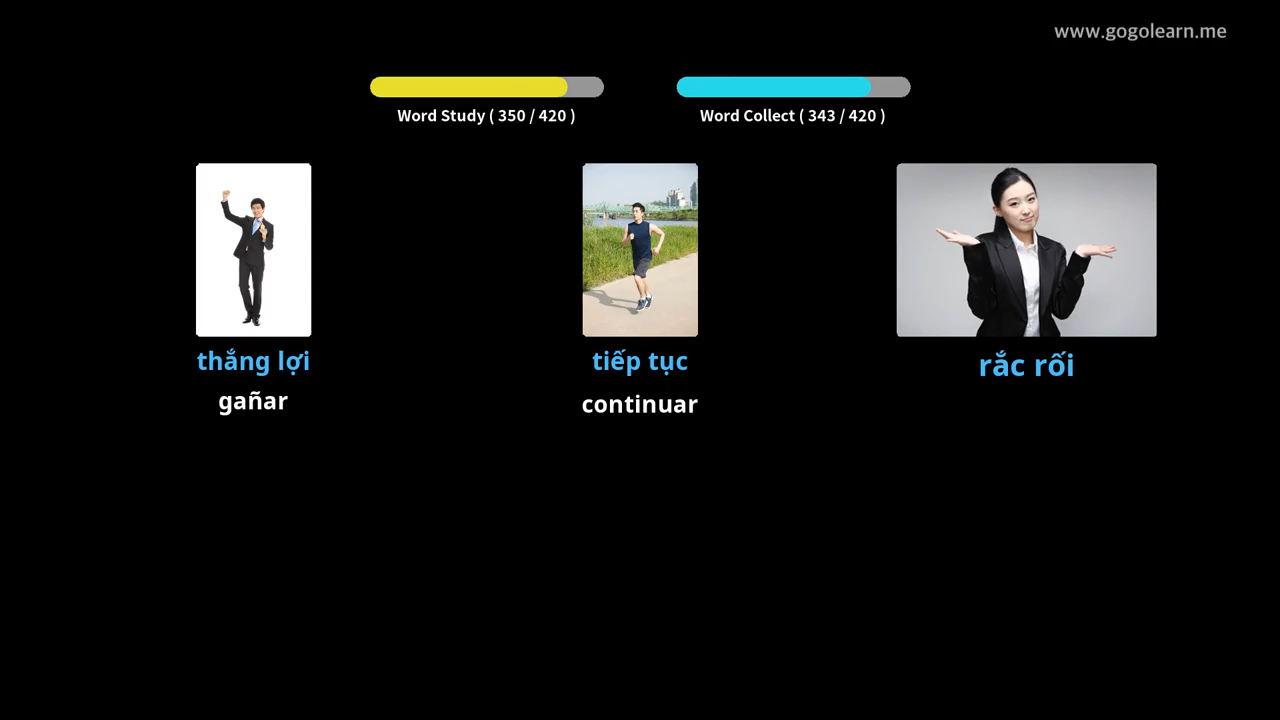 www.gogolearn.me
Word Study ( 350 / 420 )
Word Collect ( 343 / 420 )
thắng lợi
gañar
tiếp tục
continuar
rắc rối